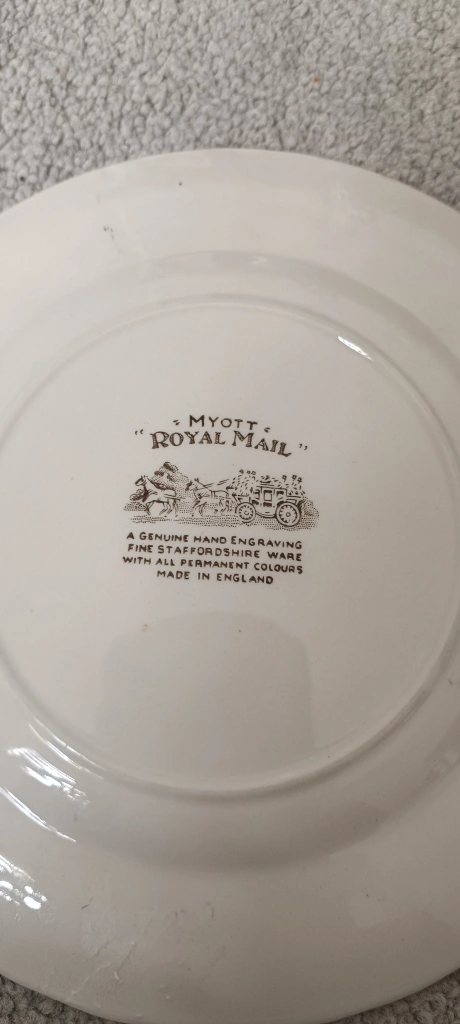 MYOTT
"ROYAL MAIL"
A GENUINE HAND ENGRAVING
FINE STAFFORDSHIRE WARE
WITH ALL PERMANENT COLOURS
MADE IN ENGLAND